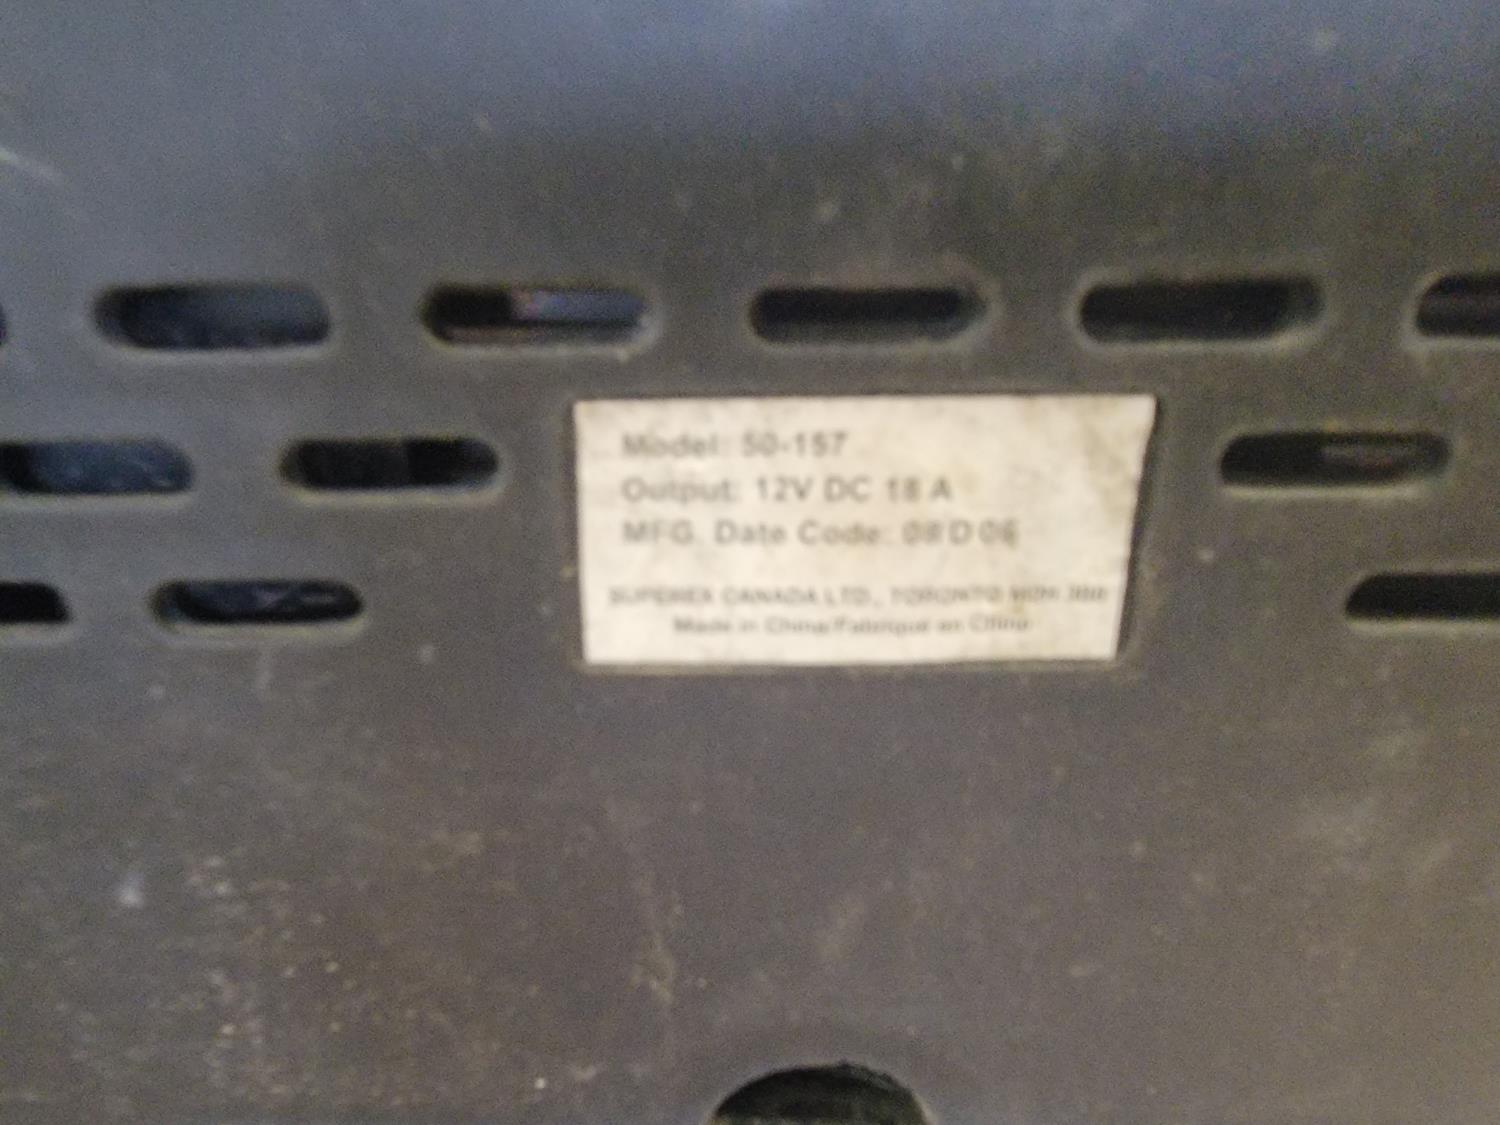 Model: 50-157
Output: 12V DC 18 A
MFG. Date Code: 08 D 06
SUPEREX CANADA LTD., TORONTO
Made in China/Fabriqué en China